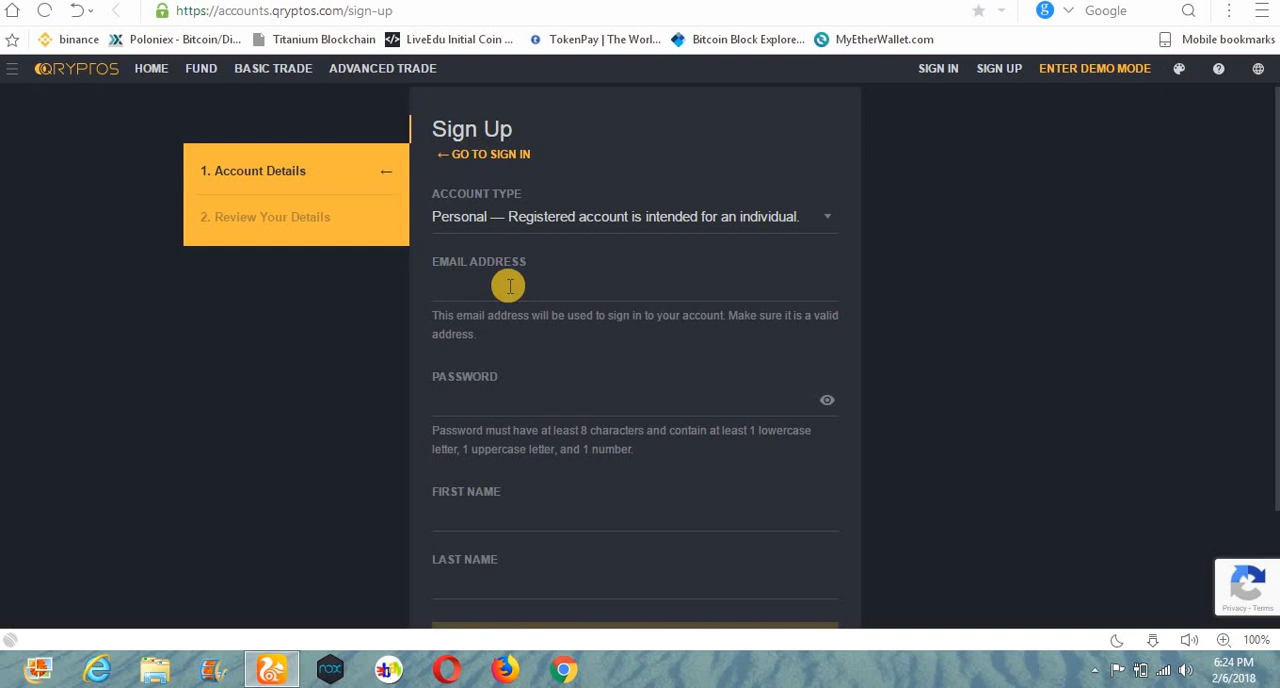 https://accounts.qryptos.com/sign-up
Google
binance
Poloniex - Bitcoin/Di...
Titanium Blockchain
LiveEdu Initial Coin ...
TokenPay | The World...
Bitcoin Block Explore...
MyEtherWallet.com
Mobile bookmarks
QRYPTOS
HOME
FUND
BASIC TRADE
ADVANCED TRADE
SIGN IN
SIGN UP
ENTER DEMO MODE
1. Account Details ←
2. Review Your Details
Sign Up
← GO TO SIGN IN
ACCOUNT TYPE
Personal — Registered account is intended for an individual.
EMAIL ADDRESS
This email address will be used to sign in to your account. Make sure it is a valid
address.
PASSWORD
Password must have at least 8 characters and contain at least 1 lowercase
letter, 1 uppercase letter, and 1 number.
FIRST NAME
LAST NAME
Privacy - Terms
100%
nox
6:24 PM
2/6/2018